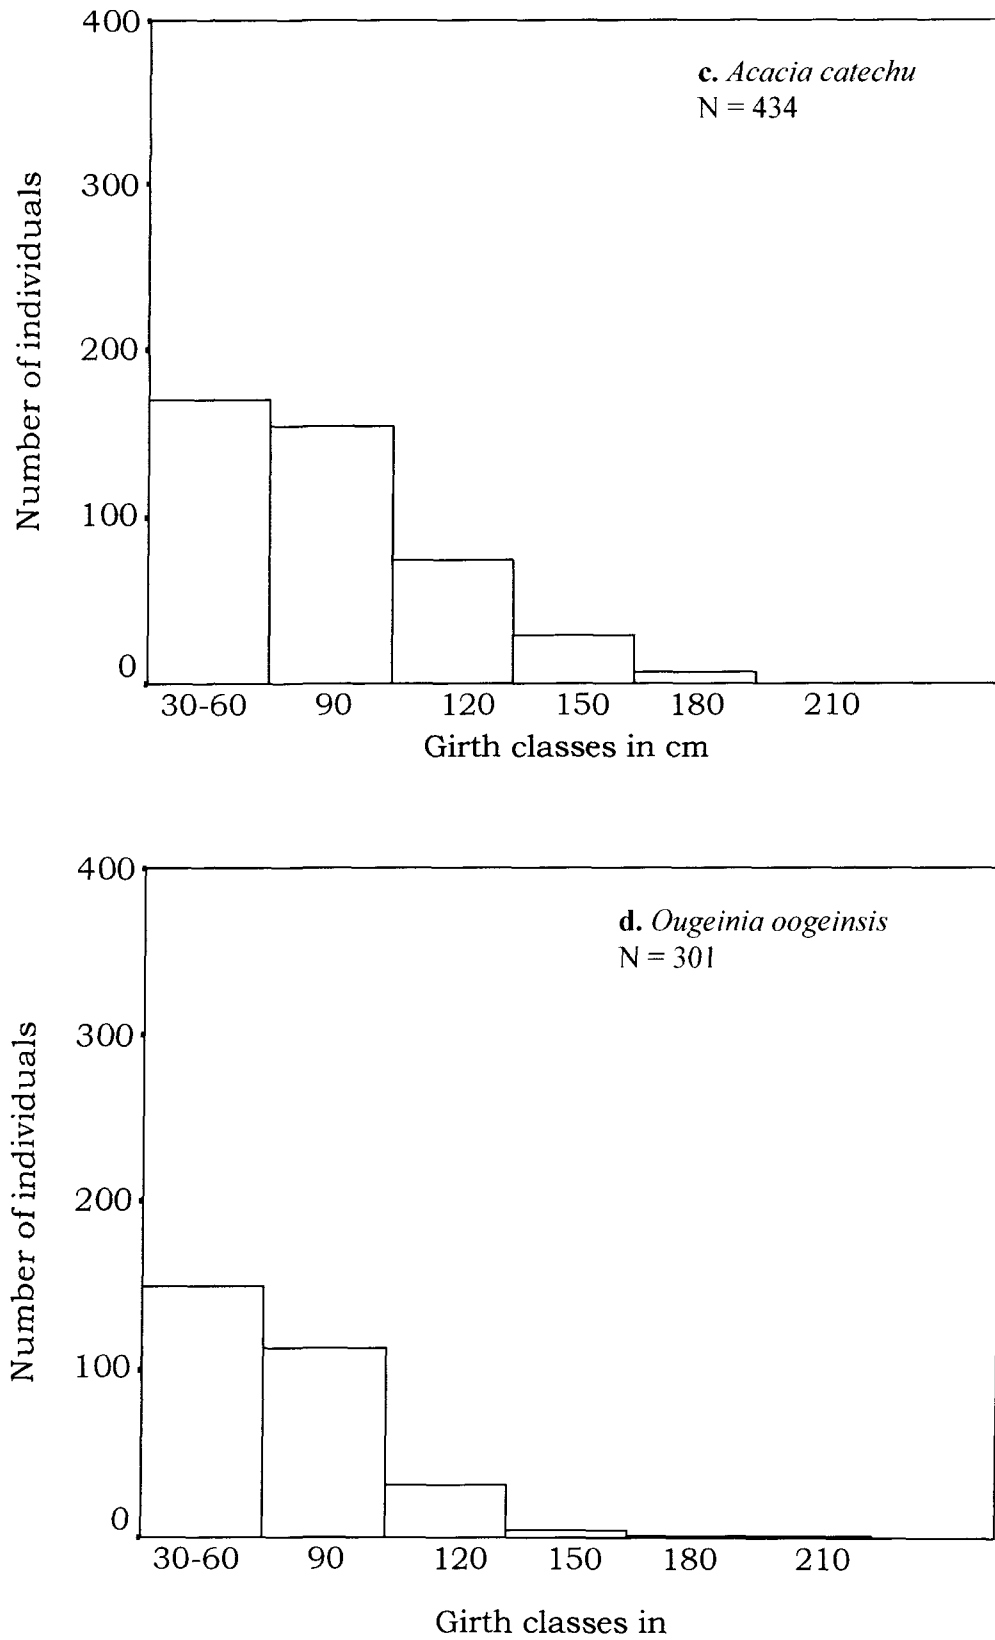 400
c. Acacia catechu
N = 434
300
200
100
0
Number of individuals
30-60 90 120 150 180 210
Girth classes in cm
400
d. Ougeinia oogeinsis
N = 301
300
200
100
0
Number of individuals
30-60 90 120 150 180 210
Girth classes in